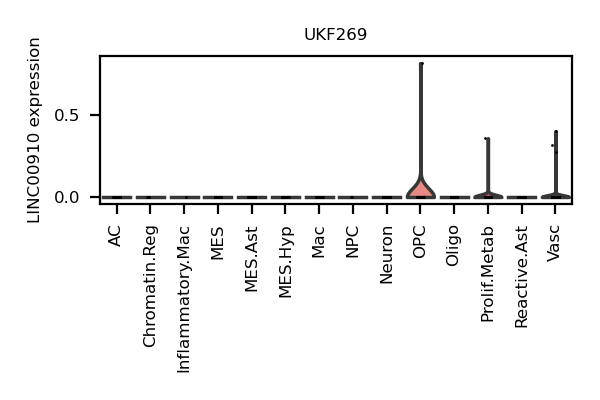 UKF269
LINC00910 expression
0.5
0.0
AC
Chromatin.Reg
Inflammatory.Mac
MES
MES.Ast
MES.Hyp
Mac
NPC
Neuron
OPC
Oligo
Prolif.Metab
Reactive.Ast
Vasc